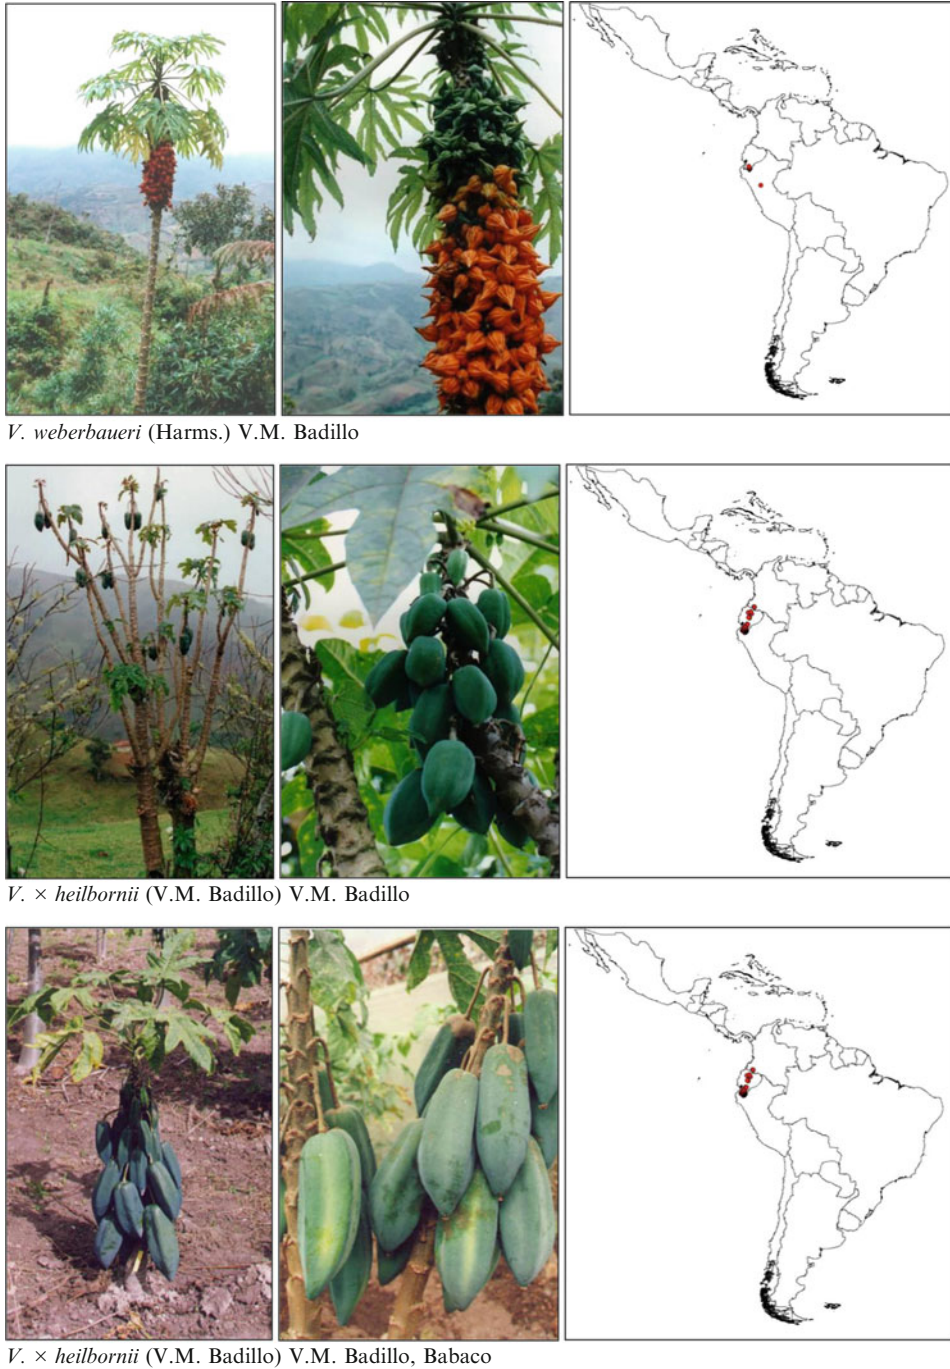 V. weberbaueri (Harms.) V.M. Badillo
V. × heilbornii (V.M. Badillo) V.M. Badillo
V. × heilbornii (V.M. Badillo) V.M. Badillo, Babaco